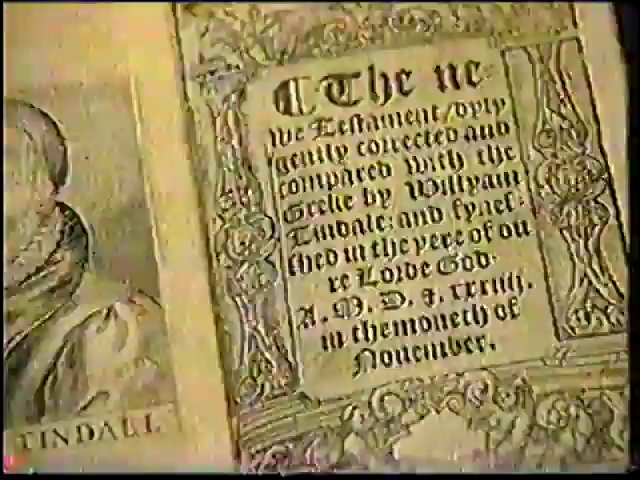 TINDALL
¶ The ne
we Testament/dyly
gently corrected and
compared with the
Greke by Willyam
Tindale: and fynes-
shed in the yere of ou
re Lorde God.
A. M. D. & xxxiiij.
in the moneth of
Nouember.